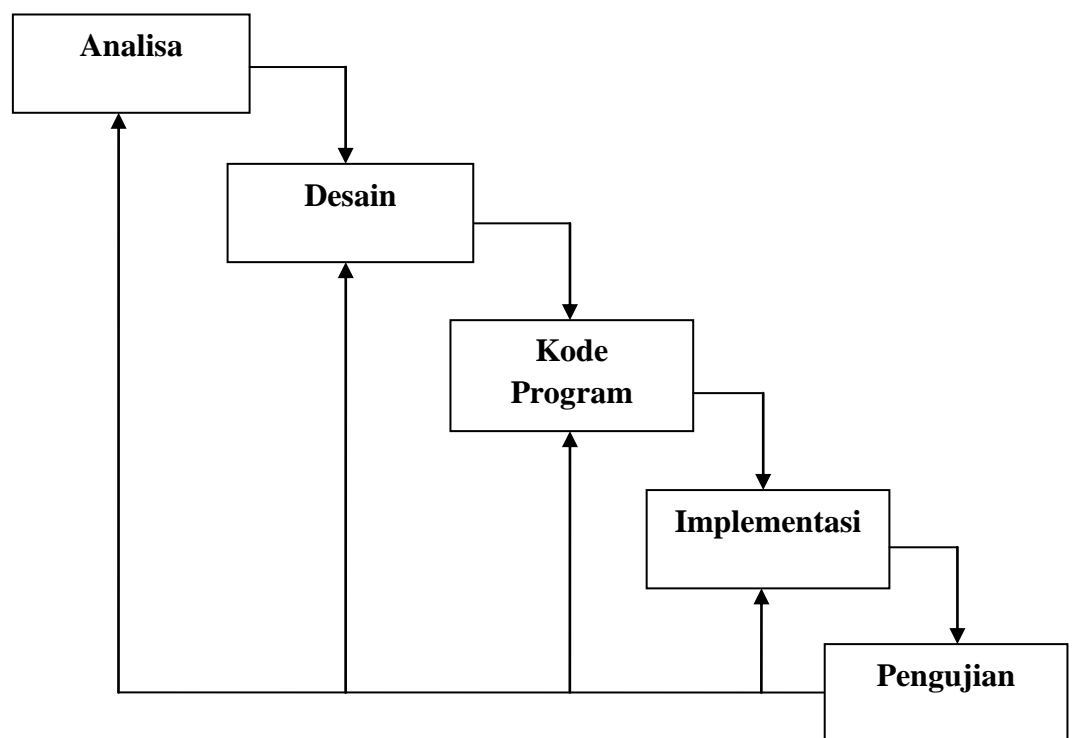 Analisa
Desain
Kode
Program
Implementasi
Pengujian